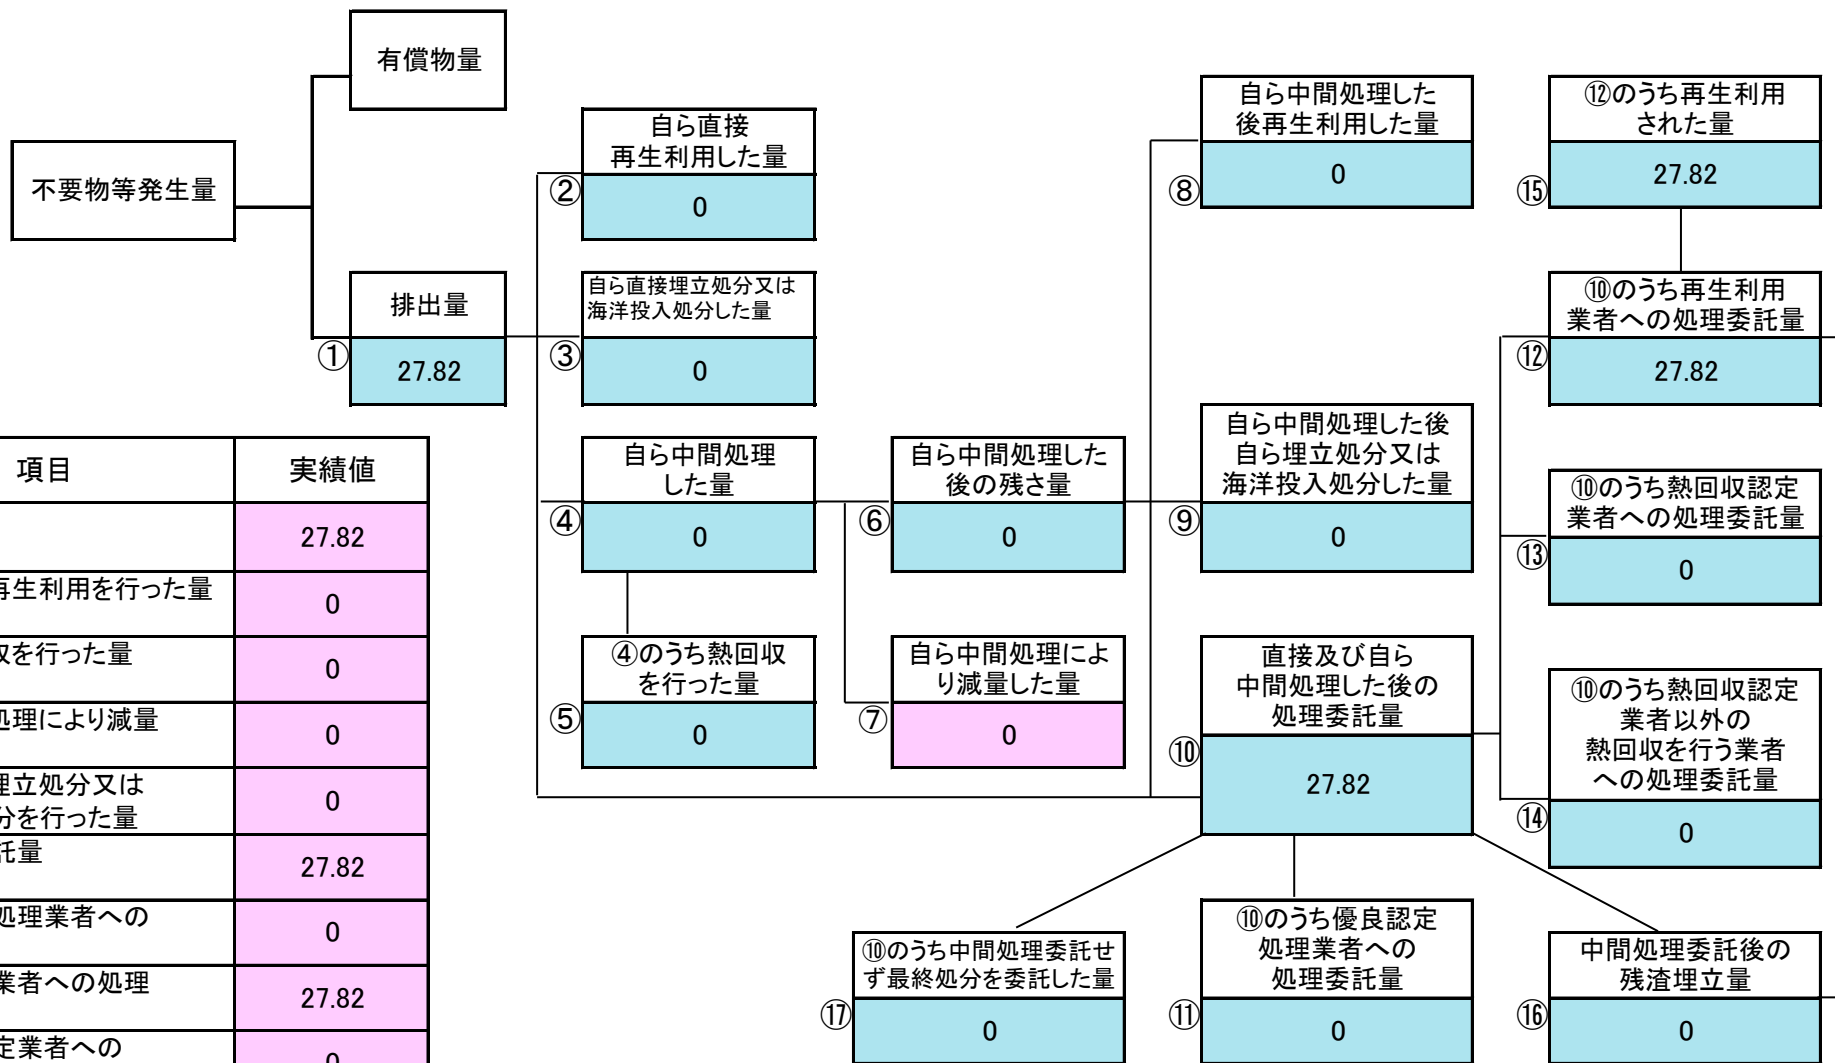 有償物量
不要物等発生量
排出量
①
27.82
自ら直接
再生利用した量
②
0
自ら直接埋立処分又は
海洋投入処分した量
③
0
自ら中間処理
した量
④
0
④のうち熱回収
を行った量
⑤
0
自ら中間処理した
後の残さ量
⑥
0
自ら中間処理によ
り減量した量
⑦
0
自ら中間処理した
後再生利用した量
⑧
0
自ら中間処理した後
自ら埋立処分又は
海洋投入処分した量
⑨
0
直接及び自ら
中間処理した後の
処理委託量
⑩
27.82
⑩のうち優良認定
処理業者への
処理委託量
⑪
0
⑩のうち中間処理委託せ
ず最終処分を委託した量
⑰
0
⑫のうち再生利用
された量
⑮
27.82
⑩のうち再生利用
業者への処理委託量
⑫
27.82
⑩のうち熱回収認定
業者への処理委託量
⑬
0
⑩のうち熱回収認定
業者以外の
熱回収を行う業者
への処理委託量
⑭
0
中間処理委託後の
残渣埋立量
⑯
0
項目 実績値
27.82
再生利用を行った量
0
を行った量
0
処理により減量
0
埋立処分又は
分を行った量
0
託量
27.82
処理業者への
0
業者への処理
27.82
定業者への
0